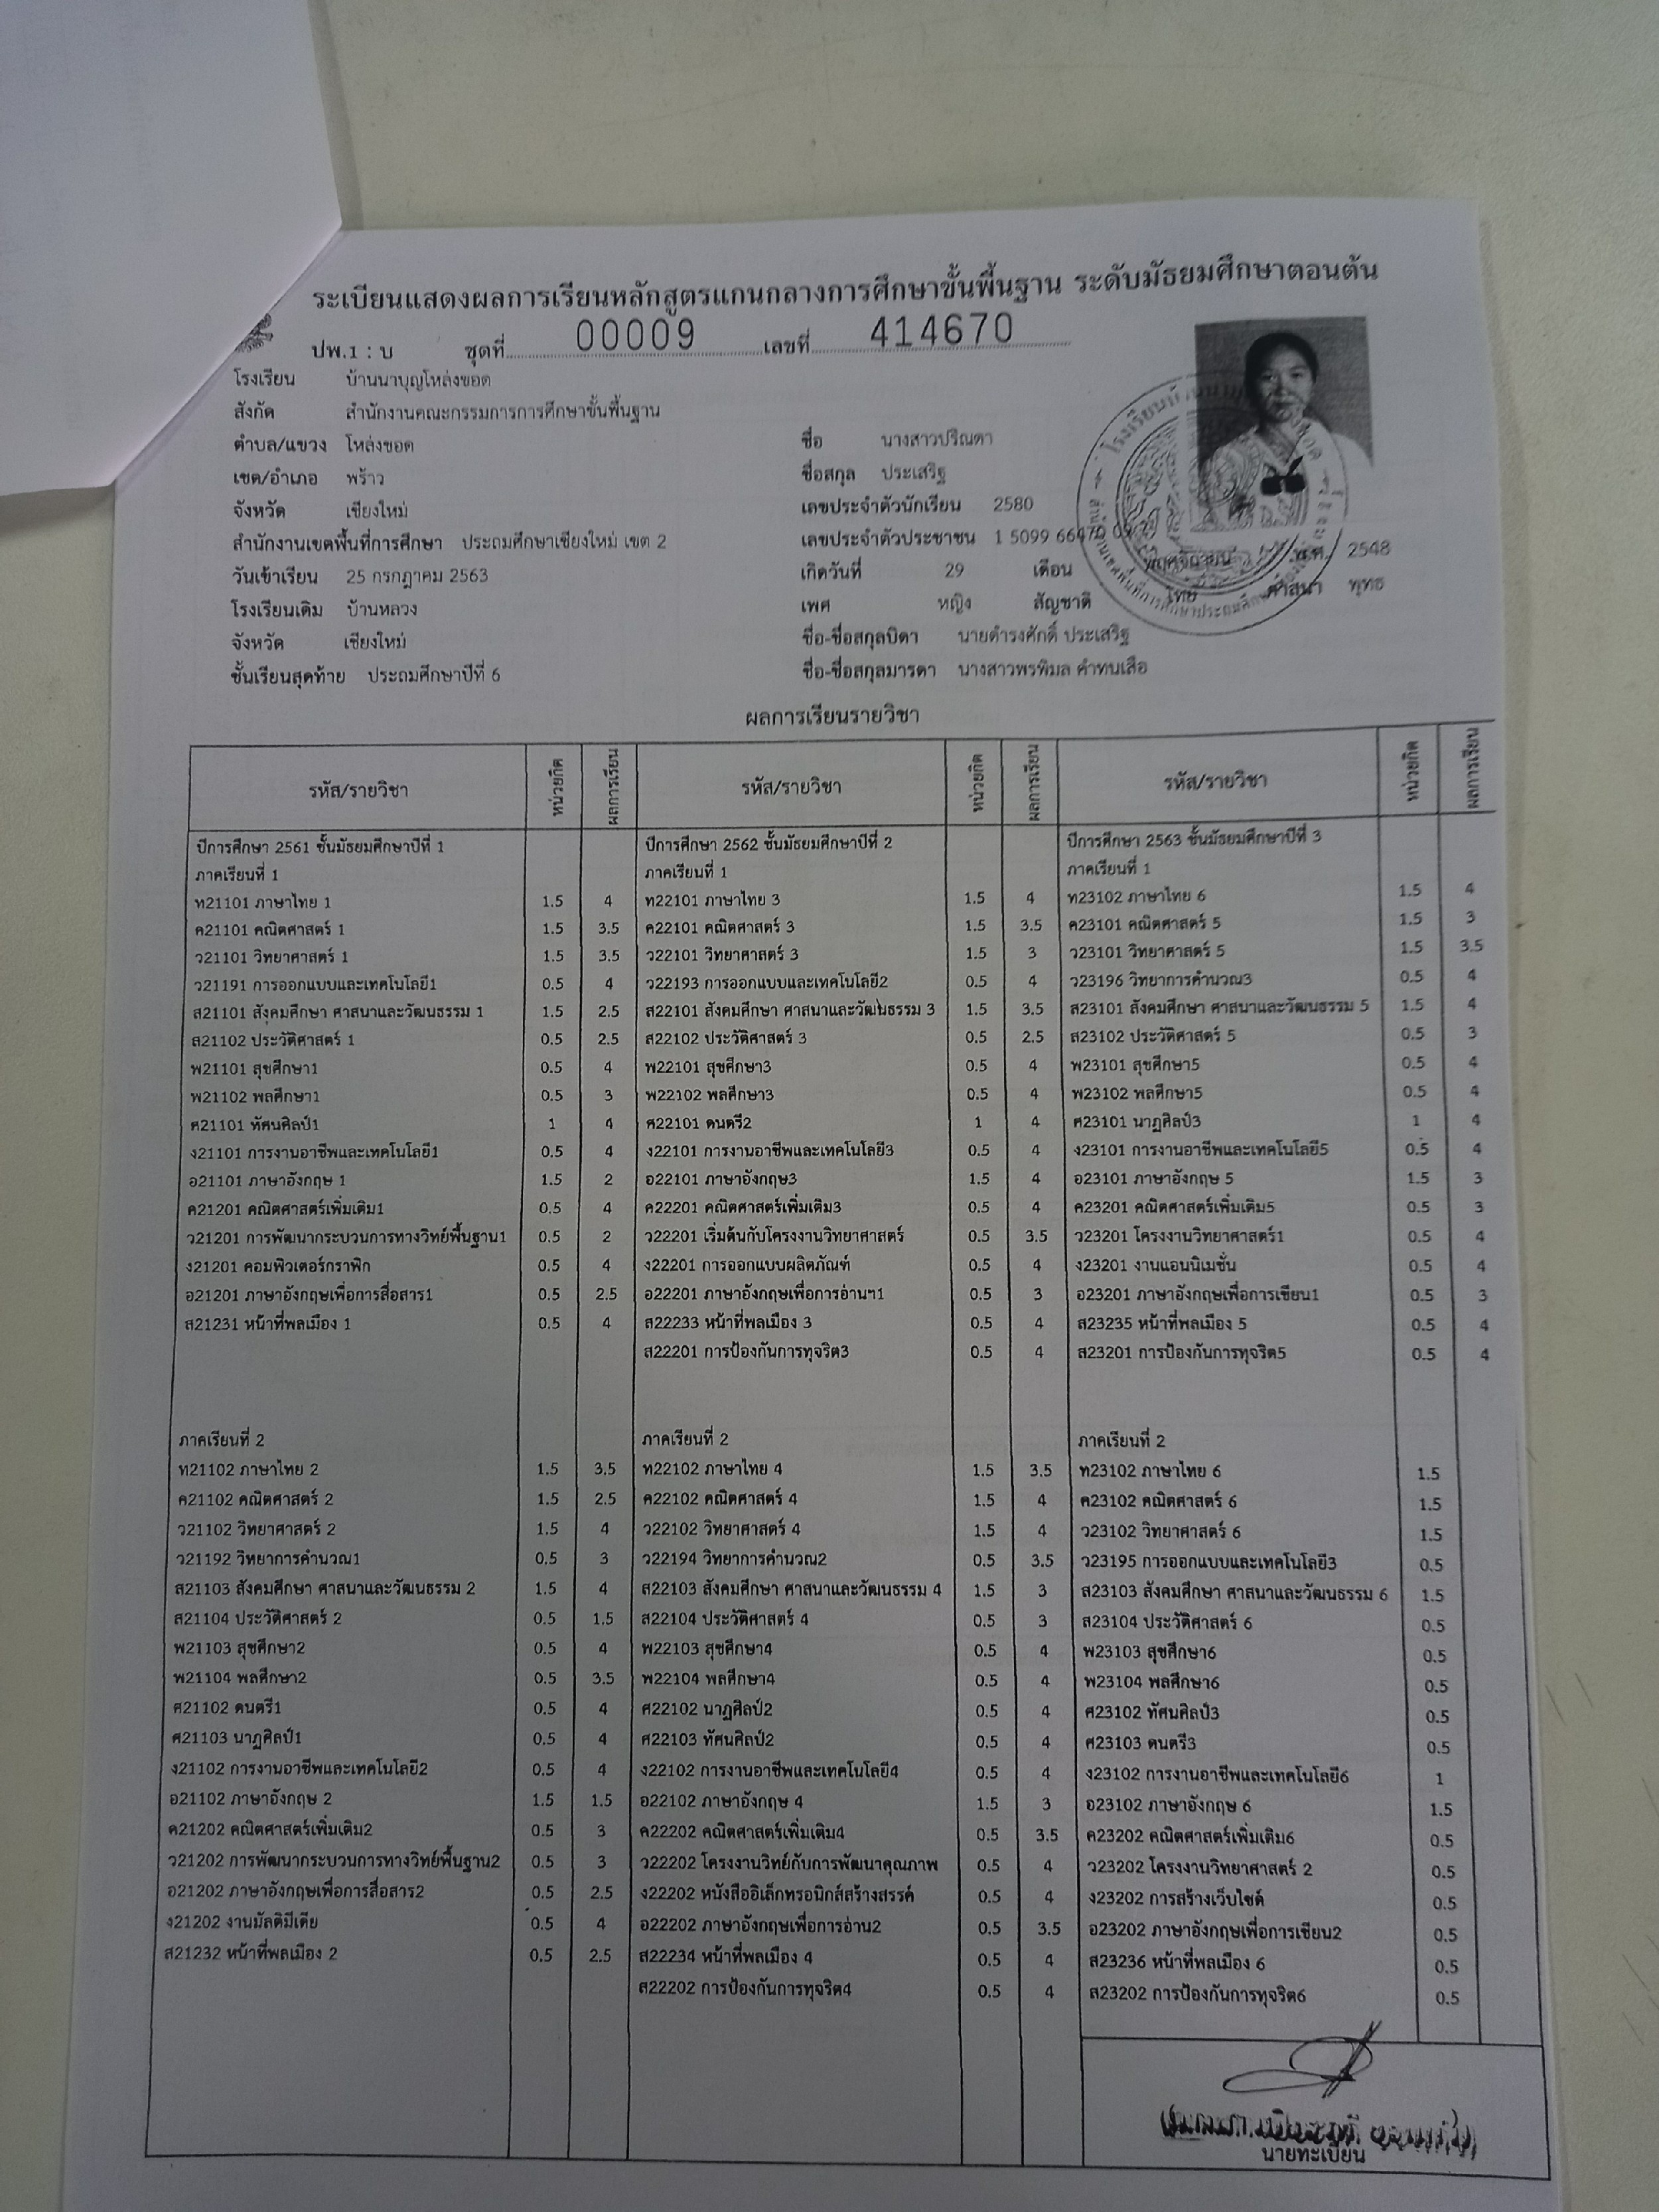 ระเบียนแสดงผลการเรียนหลักสูตรแกนกลางการศึกษาขั้นพื้นฐาน ระดับมัธยมศึกษาตอนต้น
ปพ.1 : บ ชุดที่ 00009 เลขที่ 414670
โรงเรียน บ้านนาบุญโหล่งขอด
สังกัด สำนักงานคณะกรรมการการศึกษาขั้นพื้นฐาน
ตำบล/แขวง โหล่งขอด
เขต/อำเภอ พร้าว
จังหวัด เชียงใหม่
สำนักงานเขตพื้นที่การศึกษา ประถมศึกษาเชียงใหม่ เขต 2
วันเข้าเรียน 25 กรกฎาคม 2563
โรงเรียนเดิม บ้านหลวง
จังหวัด เชียงใหม่
ชั้นเรียนสุดท้าย ประถมศึกษาปีที่ 6
ชื่อ นางสาวปริณดา
ชื่อสกุล ประเสริฐ
เลขประจำตัวนักเรียน 2580
เลขประจำตัวประชาชน 1 5099 66470
เกิดวันที่ 29 เดือน พฤศจิกายน พ.ศ. 2548
เพศ หญิง สัญชาติ ไทย ศาสนา พุทธ
ชื่อ-ชื่อสกุลบิดา นายดำรงศักดิ์ ประเสริฐ
ชื่อ-ชื่อสกุลมารดา นางสาวพรพิมล คำทนเสือ
ผลการเรียนรายวิชา
รหัส/รายวิชา หน่วยกิต ผลการเรียน
ปีการศึกษา 2561 ชั้นมัธยมศึกษาปีที่ 1
ภาคเรียนที่ 1
ท21101 ภาษาไทย 1 1.5 4
ค21101 คณิตศาสตร์ 1 1.5 3.5
ว21101 วิทยาศาสตร์ 1 1.5 3.5
ว21191 การออกแบบและเทคโนโลยี1 0.5 4
ส21101 สังคมศึกษา ศาสนาและวัฒนธรรม 1 1.5 2.5
ส21102 ประวัติศาสตร์ 1 0.5 2.5
พ21101 สุขศึกษา1 0.5 4
พ21102 พลศึกษา1 0.5 3
ศ21101 ทัศนศิลป์1 1 4
ง21101 การงานอาชีพและเทคโนโลยี1 0.5 4
อ21101 ภาษาอังกฤษ 1 1.5 2
ค21201 คณิตศาสตร์เพิ่มเติม1 0.5 4
ว21201 การพัฒนากระบวนการทางวิทย์พื้นฐาน1 0.5 2
ง21201 คอมพิวเตอร์กราฟิก 0.5 4
อ21201 ภาษาอังกฤษเพื่อการสื่อสาร1 0.5 2.5
ส21231 หน้าที่พลเมือง 1 0.5 4
ภาคเรียนที่ 2
ท21102 ภาษาไทย 2 1.5 3.5
ค21102 คณิตศาสตร์ 2 1.5 2.5
ว21102 วิทยาศาสตร์ 2 1.5 4
ว21192 วิทยาการคำนวณ1 0.5 3
ส21103 สังคมศึกษา ศาสนาและวัฒนธรรม 2 1.5 4
ส21104 ประวัติศาสตร์ 2 0.5 1.5
พ21103 สุขศึกษา2 0.5 4
พ21104 พลศึกษา2 0.5 3.5
ศ21102 ดนตรี1 0.5 4
ศ21103 นาฏศิลป์1 0.5 4
ง21102 การงานอาชีพและเทคโนโลยี2 0.5 4
อ21102 ภาษาอังกฤษ 2 1.5 1.5
ค21202 คณิตศาสตร์เพิ่มเติม2 0.5 3
ว21202 การพัฒนากระบวนการทางวิทย์พื้นฐาน2 0.5 3
อ21202 ภาษาอังกฤษเพื่อการสื่อสาร2 0.5 2.5
ง21202 งานมัลติมีเดีย 0.5 4
ส21232 หน้าที่พลเมือง 2 0.5 2.5
รหัส/รายวิชา หน่วยกิต ผลการเรียน
ปีการศึกษา 2562 ชั้นมัธยมศึกษาปีที่ 2
ภาคเรียนที่ 1
ท22101 ภาษาไทย 3 1.5 4
ค22101 คณิตศาสตร์ 3 1.5 3.5
ว22101 วิทยาศาสตร์ 3 1.5 3
ว22193 การออกแบบและเทคโนโลยี2 0.5 4
ส22101 สังคมศึกษา ศาสนาและวัฒนธรรม 3 1.5 3.5
ส22102 ประวัติศาสตร์ 3 0.5 2.5
พ22101 สุขศึกษา3 0.5 4
พ22102 พลศึกษา3 0.5 4
ศ22101 ดนตรี2 1 4
ง22101 การงานอาชีพและเทคโนโลยี3 0.5 4
อ22101 ภาษาอังกฤษ3 1.5 4
ค22201 คณิตศาสตร์เพิ่มเติม3 0.5 4
ว22201 เริ่มต้นกับโครงงานวิทยาศาสตร์ 0.5 3.5
ง22201 การออกแบบผลิตภัณฑ์ 0.5 4
อ22201 ภาษาอังกฤษเพื่อการอ่านฯ1 0.5 3
ส22233 หน้าที่พลเมือง 3 0.5 4
ส22201 การป้องกันการทุจริต3 0.5 4
ภาคเรียนที่ 2
ท22102 ภาษาไทย 4 1.5 3.5
ค22102 คณิตศาสตร์ 4 1.5 4
ว22102 วิทยาศาสตร์ 4 1.5 4
ว22194 วิทยาการคำนวณ2 0.5 3.5
ส22103 สังคมศึกษา ศาสนาและวัฒนธรรม 4 1.5 3
ส22104 ประวัติศาสตร์ 4 0.5 3
พ22103 สุขศึกษา4 0.5 4
พ22104 พลศึกษา4 0.5 4
ศ22102 นาฏศิลป์2 0.5 4
ศ22103 ทัศนศิลป์2 0.5 4
ง22102 การงานอาชีพและเทคโนโลยี4 0.5 4
อ22102 ภาษาอังกฤษ 4 1.5 3
ค22202 คณิตศาสตร์เพิ่มเติม4 0.5 3.5
ว22202 โครงงานวิทย์กับการพัฒนาคุณภาพ 0.5 4
ง22202 หนังสืออิเล็กทรอนิกส์สร้างสรรค์ 0.5 4
อ22202 ภาษาอังกฤษเพื่อการอ่าน2 0.5 3.5
ส22234 หน้าที่พลเมือง 4 0.5 4
ส22202 การป้องกันการทุจริต4 0.5 4
รหัส/รายวิชา หน่วยกิต ผลการเรียน
ปีการศึกษา 2563 ชั้นมัธยมศึกษาปีที่ 3
ภาคเรียนที่ 1
ท23102 ภาษาไทย 6 1.5 4
ค23101 คณิตศาสตร์ 5 1.5 3
ว23101 วิทยาศาสตร์ 5 1.5 3.5
ว23196 วิทยาการคำนวณ3 0.5 4
ส23101 สังคมศึกษา ศาสนาและวัฒนธรรม 5 1.5 4
ส23102 ประวัติศาสตร์ 5 0.5 3
พ23101 สุขศึกษา5 0.5 4
พ23102 พลศึกษา5 0.5 4
ศ23101 นาฏศิลป์3 1 4
ง23101 การงานอาชีพและเทคโนโลยี5 0.5 4
อ23101 ภาษาอังกฤษ 5 1.5 3
ค23201 คณิตศาสตร์เพิ่มเติม5 0.5 3
ว23201 โครงงานวิทยาศาสตร์1 0.5 4
ง23201 งานแอนนิเมชั่น 0.5 4
อ23201 ภาษาอังกฤษเพื่อการเขียน1 0.5 3
ส23235 หน้าที่พลเมือง 5 0.5 4
ส23201 การป้องกันการทุจริต5 0.5 4
ภาคเรียนที่ 2
ท23102 ภาษาไทย 6 1.5
ค23102 คณิตศาสตร์ 6 1.5
ว23102 วิทยาศาสตร์ 6 1.5
ว23195 การออกแบบและเทคโนโลยี3 0.5
ส23103 สังคมศึกษา ศาสนาและวัฒนธรรม 6 1.5
ส23104 ประวัติศาสตร์ 6 0.5
พ23103 สุขศึกษา6 0.5
พ23104 พลศึกษา6 0.5
ศ23102 ทัศนศิลป์3 0.5
ศ23103 ดนตรี3 0.5
ง23102 การงานอาชีพและเทคโนโลยี6 1
อ23102 ภาษาอังกฤษ 6 1.5
ค23202 คณิตศาสตร์เพิ่มเติม6 0.5
ว23202 โครงงานวิทยาศาสตร์ 2 0.5
ง23202 การสร้างเว็บไซต์ 0.5
อ23202 ภาษาอังกฤษเพื่อการเขียน2 0.5
ส23236 หน้าที่พลเมือง 6 0.5
ส23202 การป้องกันการทุจริต6 0.5
นายทะเบียน